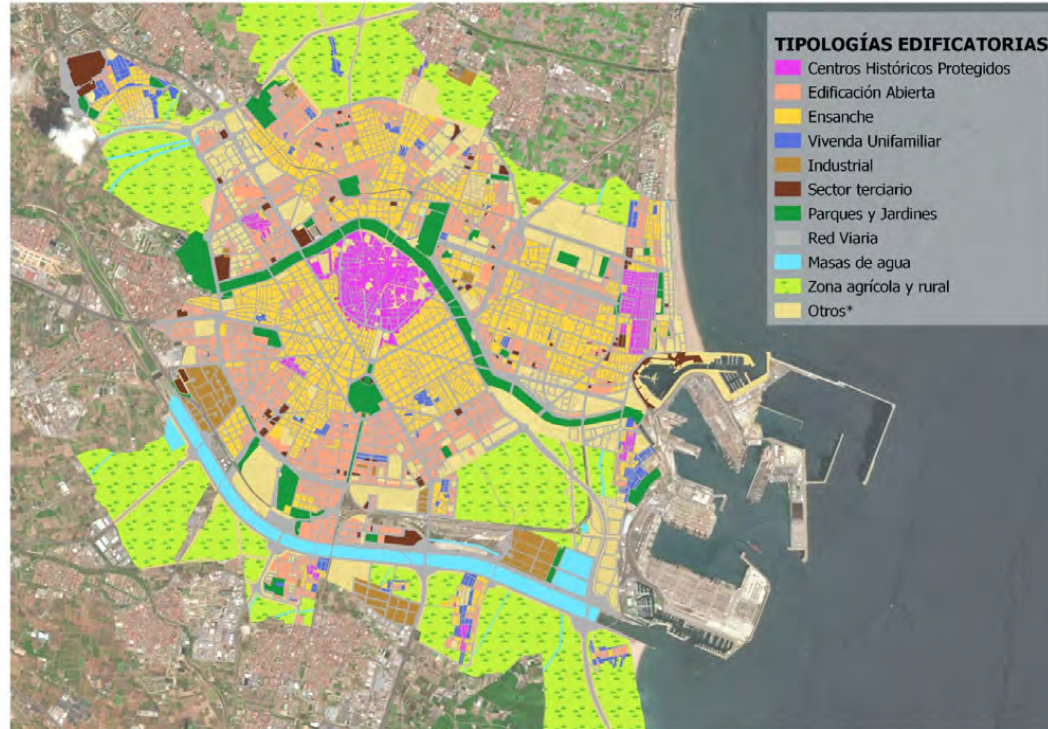 TIPOLOGÍAS EDIFICATORIAS
Centros Históricos Protegidos
Edificación Abierta
Ensanche
Vivenda Unifamiliar
Industrial
Sector terciario
Parques y Jardines
Red Viaria
Masas de agua
Zona agrícola y rural
Otros*